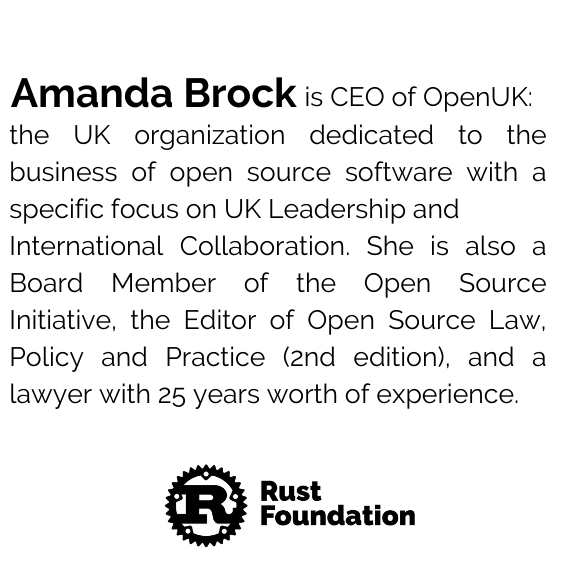 Amanda Brock is CEO of OpenUK:
the UK organization dedicated to the
business of open source software with a
specific focus on UK Leadership and
International Collaboration. She is also a
Board Member of the Open Source
Initiative, the Editor of Open Source Law,
Policy and Practice (2nd edition), and a
lawyer with 25 years worth of experience.
R
Rust
Foundation